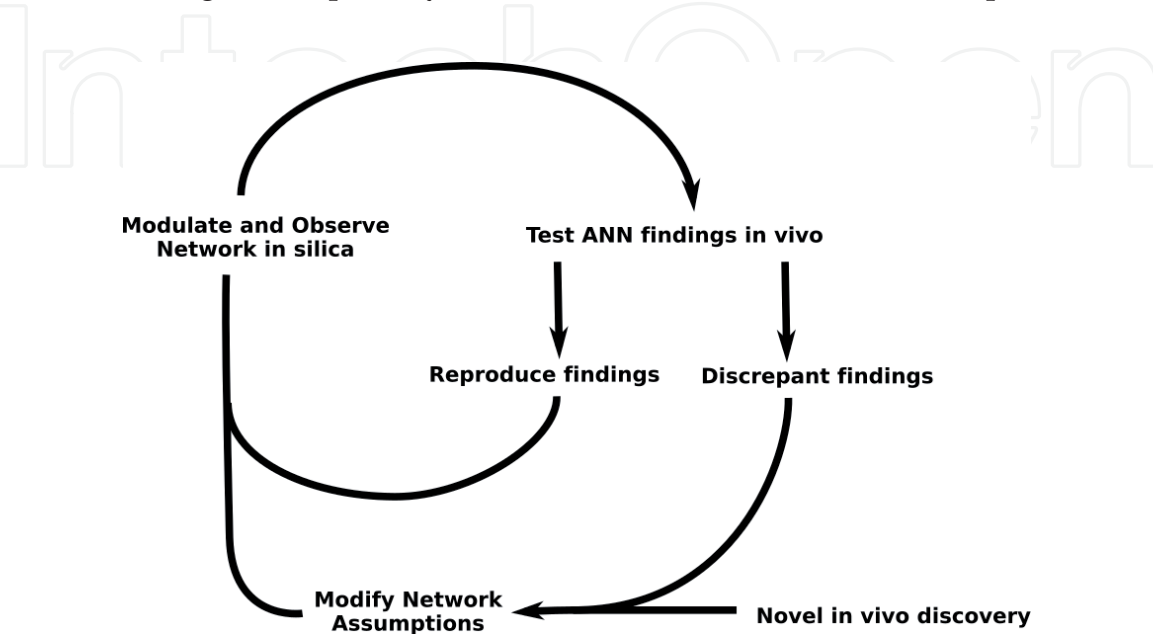 IntechOpen
Modulate and Observe
Network in silica
Test ANN findings in vivo
Reproduce findings
Discrepant findings
Modify Network
Assumptions
Novel in vivo discovery